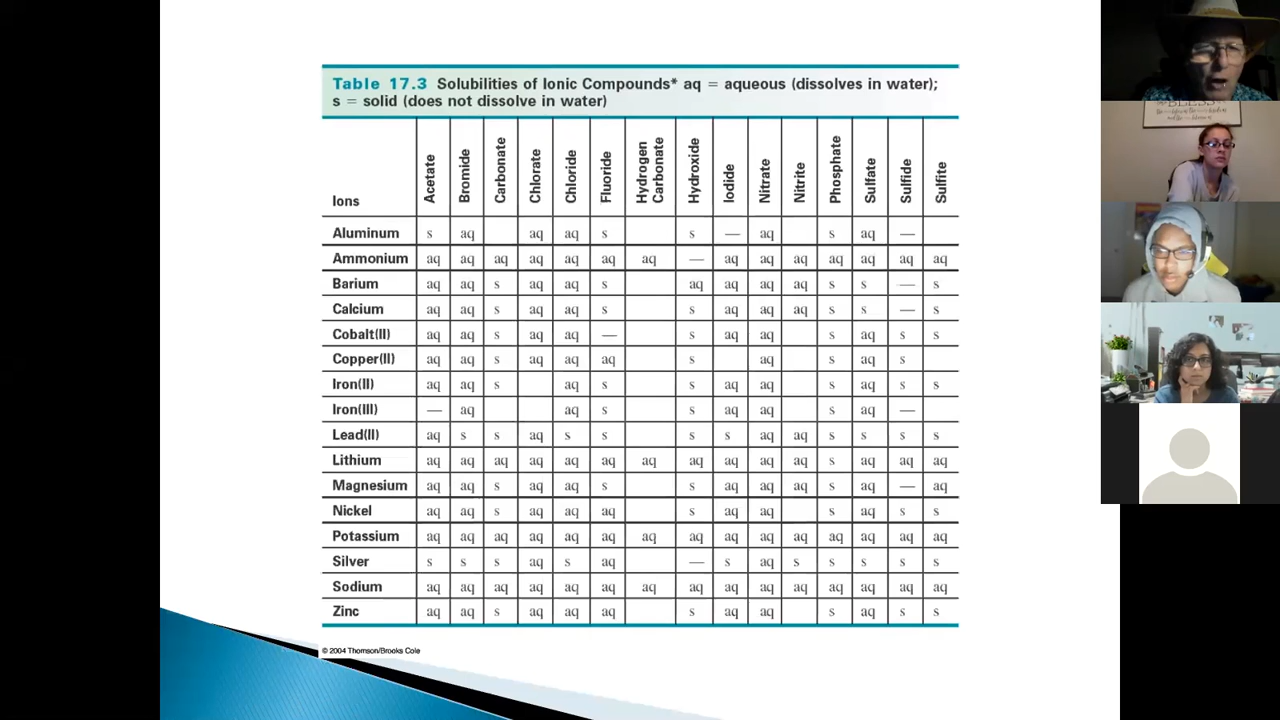 Table 17.3 Solubilities of Ionic Compounds* aq = aqueous (dissolves in water);
s = solid (does not dissolve in water)
Ions Acetate Bromide Carbonate Chlorate Chloride Fluoride Hydrogen Carbonate Hydroxide Iodide Nitrate Nitrite Phosphate Sulfate Sulfide Sulfite
Aluminum s aq aq aq s s — aq s aq —
Ammonium aq aq aq aq aq aq aq — aq aq aq aq aq aq aq
Barium aq aq s aq aq s aq aq aq aq s s — s
Calcium aq aq s aq aq s s aq aq aq s s — s
Cobalt(II) aq aq s aq aq — s aq aq s aq s s
Copper(II) aq aq s aq aq aq s aq s aq s
Iron(II) aq aq s aq s s aq aq s aq s s
Iron(III) — aq aq s s aq aq s aq —
Lead(II) aq s s aq s s s s aq aq s s s s
Lithium aq aq aq aq aq aq aq aq aq aq aq s aq aq aq
Magnesium aq aq s aq aq s s aq aq aq s aq — aq
Nickel aq aq s aq aq aq s aq aq s aq s s
Potassium aq aq aq aq aq aq aq aq aq aq aq aq aq aq aq
Silver s s s aq s aq — s aq s s s s s
Sodium aq aq aq aq aq aq aq aq aq aq aq aq aq aq aq
Zinc aq aq s aq aq aq s aq aq s aq s s
© 2004 Thomson/Brooks Cole
BLESS